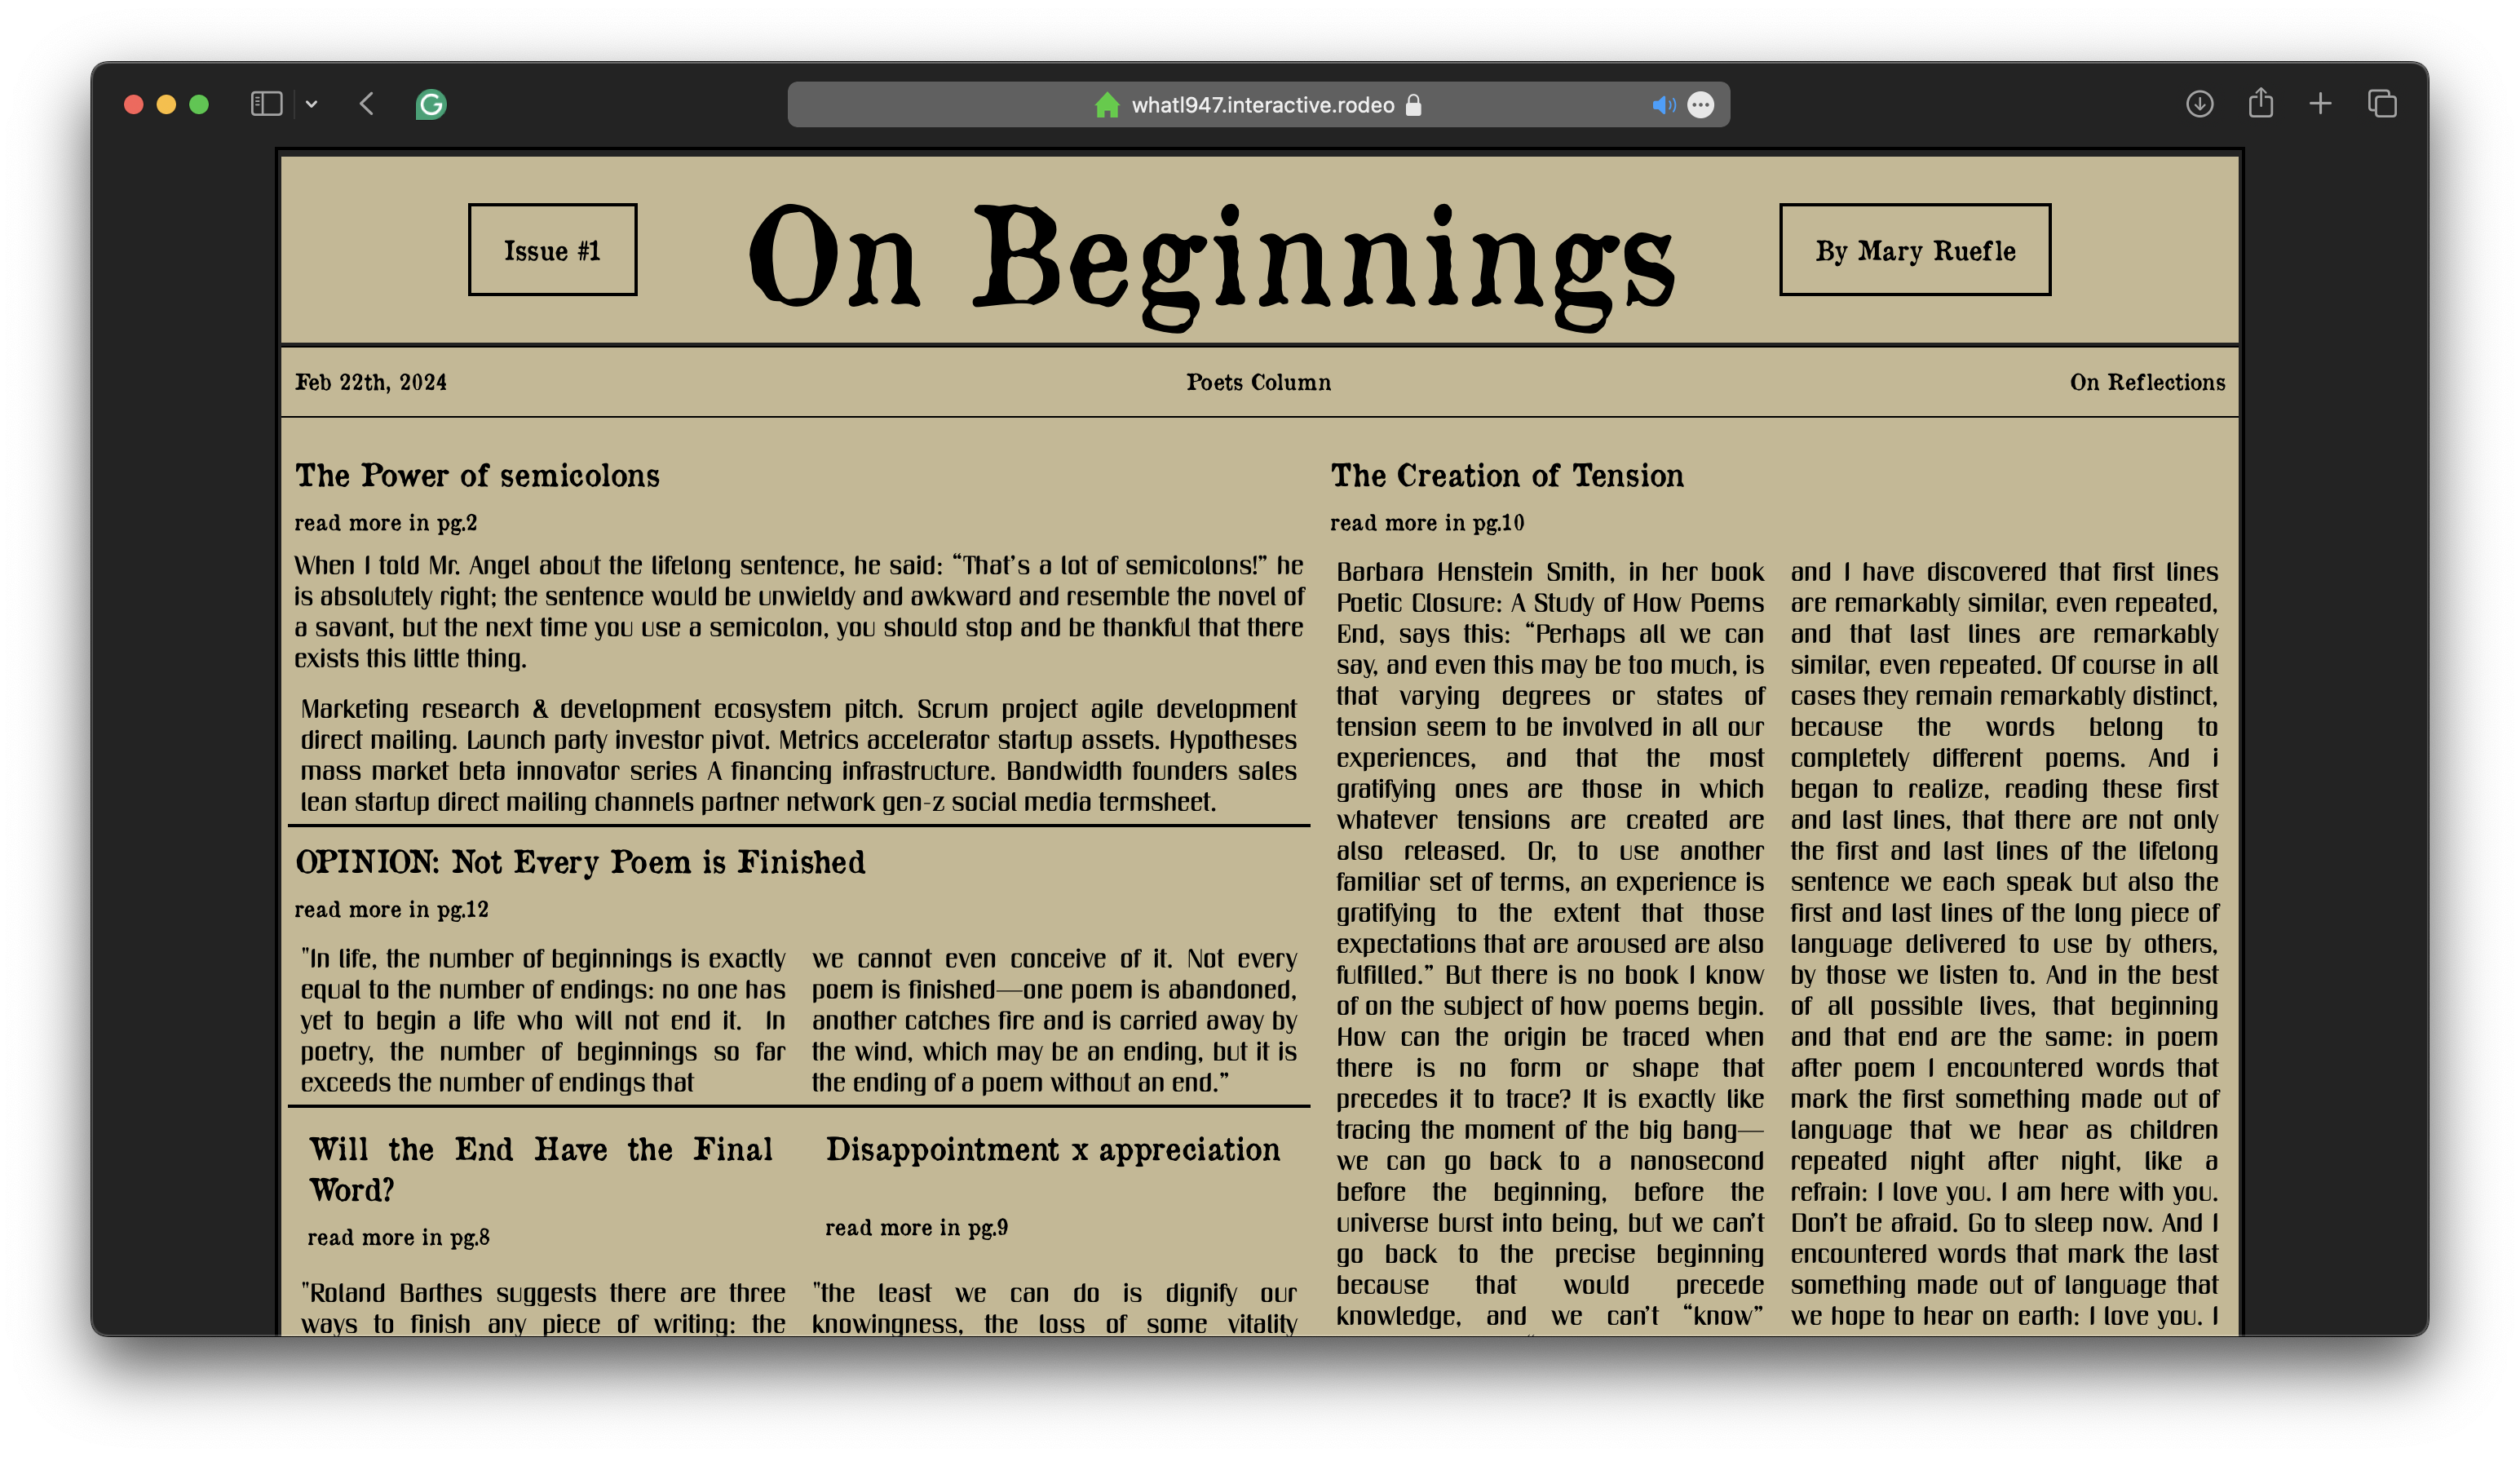 whatl947.interactive.rodeo
Issue #1
On Beginnings
By Mary Ruefle
Feb 22th, 2024
Poets Column
On Reflections
The Power of semicolons
read more in pg.2
When I told Mr. Angel about the lifelong sentence, he said: “That’s a lot of semicolons!” he
is absolutely right; the sentence would be unwieldy and awkward and resemble the novel of
a savant, but the next time you use a semicolon, you should stop and be thankful that there
exists this little thing.
Marketing research & development ecosystem pitch. Scrum project agile development
direct mailing. Launch party investor pivot. Metrics accelerator startup assets. Hypotheses
mass market beta innovator series A financing infrastructure. Bandwidth founders sales
lean startup direct mailing channels partner network gen-z social media termsheet.
OPINION: Not Every Poem is Finished
read more in pg.12
"In life, the number of beginnings is exactly
equal to the number of endings: no one has
yet to begin a life who will not end it. In
poetry, the number of beginnings so far
exceeds the number of endings that
we cannot even conceive of it. Not every
poem is finished—one poem is abandoned,
another catches fire and is carried away by
the wind, which may be an ending, but it is
the ending of a poem without an end.”
Will the End Have the Final
Word?
read more in pg.8
"Roland Barthes suggests there are three
ways to finish any piece of writing: the
Disappointment x appreciation
read more in pg.9
"the least we can do is dignify our
knowingness, the loss of some vitality
The Creation of Tension
read more in pg.10
Barbara Henstein Smith, in her book
Poetic Closure: A Study of How Poems
End, says this: “Perhaps all we can
say, and even this may be too much, is
that varying degrees or states of
tension seem to be involved in all our
experiences, and that the most
gratifying ones are those in which
whatever tensions are created are
also released. Or, to use another
familiar set of terms, an experience is
gratifying to the extent that those
expectations that are aroused are also
fulfilled.” But there is no book I know
of on the subject of how poems begin.
How can the origin be traced when
there is no form or shape that
precedes it to trace? It is exactly like
tracing the moment of the big bang—
we can go back to a nanosecond
before the beginning, before the
universe burst into being, but we can’t
go back to the precise beginning
because that would precede
knowledge, and we can’t “know”
and I have discovered that first lines
are remarkably similar, even repeated,
and that last lines are remarkably
similar, even repeated. Of course in all
cases they remain remarkably distinct,
because the words belong to
completely different poems. And i
began to realize, reading these first
and last lines, that there are not only
the first and last lines of the lifelong
sentence we each speak but also the
first and last lines of the long piece of
language delivered to use by others,
by those we listen to. And in the best
of all possible lives, that beginning
and that end are the same: in poem
after poem I encountered words that
mark the first something made out of
language that we hear as children
repeated night after night, like a
refrain: I love you. I am here with you.
Don’t be afraid. Go to sleep now. And I
encountered words that mark the last
something made out of language that
we hope to hear on earth: I love you. I